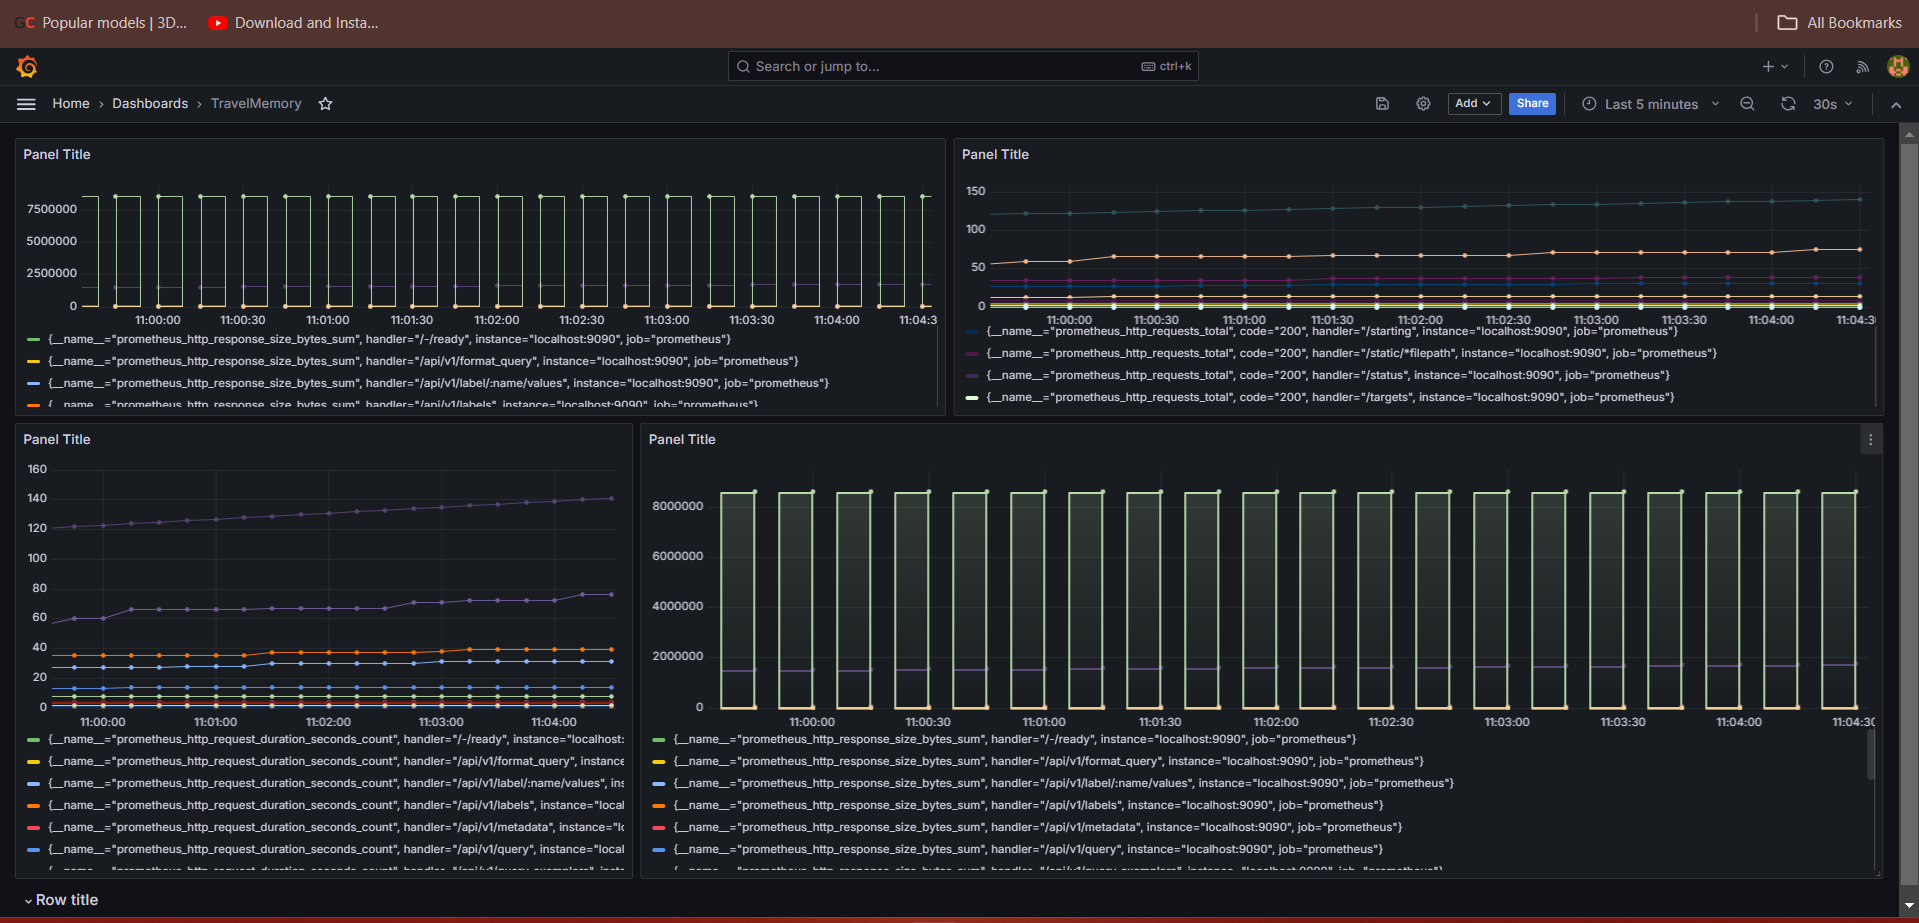 GC Popular models | 3D...
Download and Insta...
All Bookmarks
Search or jump to...
ctrl+k
Home › Dashboards › TravelMemory
Add
Share
Last 5 minutes
30s
Panel Title
7500000
5000000
2500000
0
11:00:00 11:00:30 11:01:00 11:01:30 11:02:00 11:02:30 11:03:00 11:03:30 11:04:00 11:04:3
{__name__="prometheus_http_response_size_bytes_sum", handler="/-/ready", instance="localhost:9090", job="prometheus"}
{__name__="prometheus_http_response_size_bytes_sum", handler="/api/v1/format_query", instance="localhost:9090", job="prometheus"}
{__name__="prometheus_http_response_size_bytes_sum", handler="/api/v1/label/:name/values", instance="localhost:9090", job="prometheus"}
{__name__="prometheus_http_response_size_bytes_sum", handler="/api/v1/labels", instance="localhost:9090", job="prometheus"}
Panel Title
150
100
50
0
11:00:00 11:00:30 11:01:00 11:01:30 11:02:00 11:02:30 11:03:00 11:03:30 11:04:00 11:04:3
{__name__="prometheus_http_requests_total", code="200", handler="/starting", instance="localhost:9090", job="prometheus"}
{__name__="prometheus_http_requests_total", code="200", handler="/static/*filepath", instance="localhost:9090", job="prometheus"}
{__name__="prometheus_http_requests_total", code="200", handler="/status", instance="localhost:9090", job="prometheus"}
{__name__="prometheus_http_requests_total", code="200", handler="/targets", instance="localhost:9090", job="prometheus"}
Panel Title
160
140
120
100
80
60
40
20
0
11:00:00 11:01:00 11:02:00 11:03:00 11:04:00
{__name__="prometheus_http_request_duration_seconds_count", handler="/-/ready", instance="localhost:
{__name__="prometheus_http_request_duration_seconds_count", handler="/api/v1/format_query", instance
{__name__="prometheus_http_request_duration_seconds_count", handler="/api/v1/label/:name/values", ins
{__name__="prometheus_http_request_duration_seconds_count", handler="/api/v1/labels", instance="local
{__name__="prometheus_http_request_duration_seconds_count", handler="/api/v1/metadata", instance="lo
{__name__="prometheus_http_request_duration_seconds_count", handler="/api/v1/query", instance="local
Panel Title
8000000
6000000
4000000
2000000
0
11:00:00 11:00:30 11:01:00 11:01:30 11:02:00 11:02:30 11:03:00 11:03:30 11:04:00 11:04:30
{__name__="prometheus_http_response_size_bytes_sum", handler="/-/ready", instance="localhost:9090", job="prometheus"}
{__name__="prometheus_http_response_size_bytes_sum", handler="/api/v1/format_query", instance="localhost:9090", job="prometheus"}
{__name__="prometheus_http_response_size_bytes_sum", handler="/api/v1/label/:name/values", instance="localhost:9090", job="prometheus"}
{__name__="prometheus_http_response_size_bytes_sum", handler="/api/v1/labels", instance="localhost:9090", job="prometheus"}
{__name__="prometheus_http_response_size_bytes_sum", handler="/api/v1/metadata", instance="localhost:9090", job="prometheus"}
{__name__="prometheus_http_response_size_bytes_sum", handler="/api/v1/query", instance="localhost:9090", job="prometheus"}
Row title